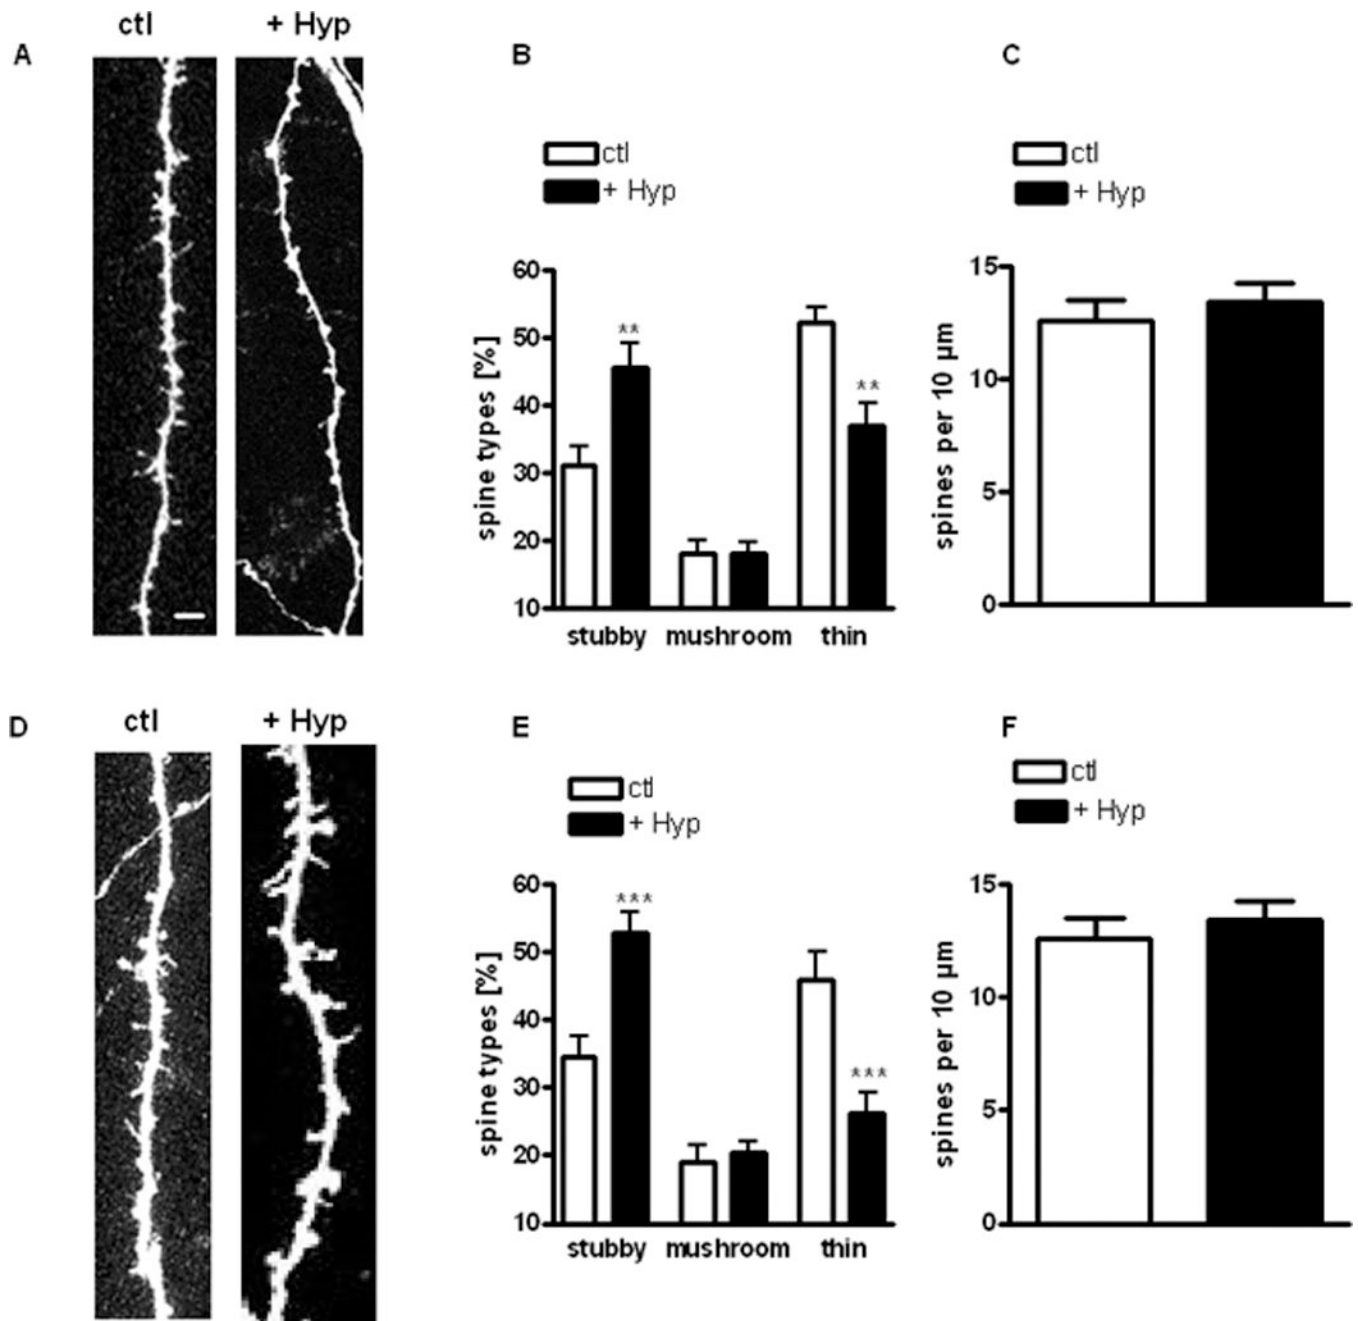 ctl + Hyp
A
B
C
ctl
+ Hyp
ctl
+ Hyp
60
50
40
30
20
10
spine types [%]
** 
**
stubby mushroom thin
15
10
5
0
spines per 10 µm
D
ctl + Hyp
E
F
ctl
+ Hyp
ctl
+ Hyp
60
50
40
30
20
10
spine types [%]
***
***
stubby mushroom thin
15
10
5
0
spines per 10 µm